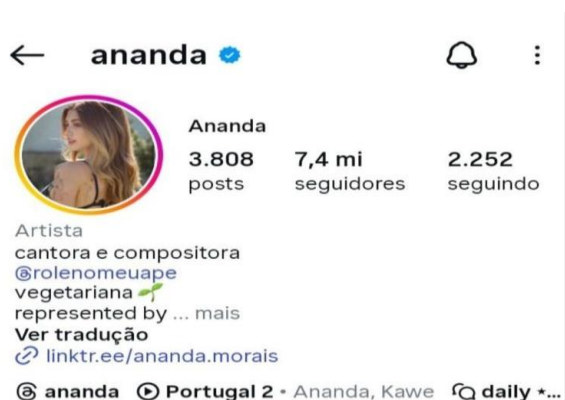 ananda
Ananda
3.808 7,4 mi 2.252
posts seguidores seguindo
Artista
cantora e compositora
@rolenomeuape
vegetariana
represented by ... mais
Ver tradução
linktr.ee/ananda.morais
ananda Portugal 2 • Ananda, Kawe daily ⋆...